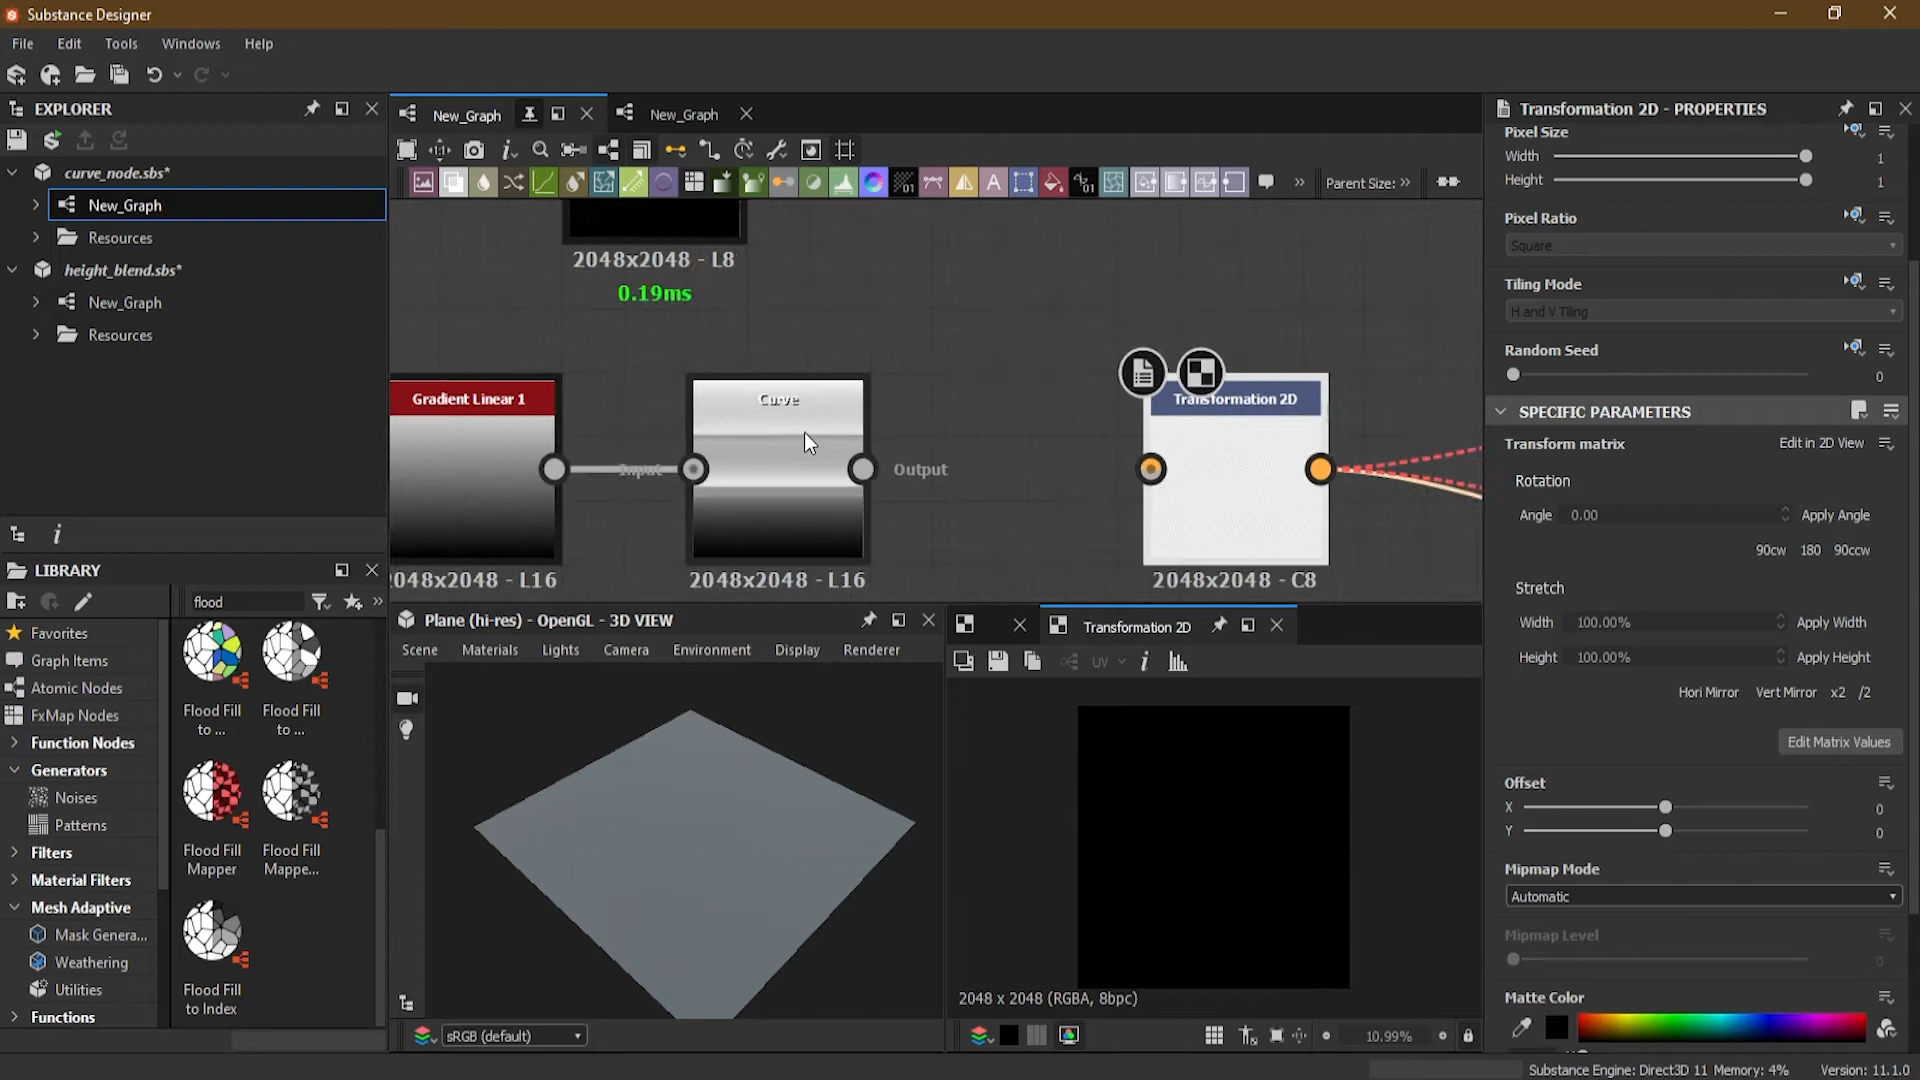 Substance Designer
File Edit Tools Windows Help
EXPLORER
curve_node.sbs*
New_Graph
Resources
height_blend.sbs*
New_Graph
Resources
LIBRARY
flood
Favorites
Graph Items
Atomic Nodes
FxMap Nodes
Function Nodes
Generators
Noises
Patterns
Filters
Material Filters
Mesh Adaptive
Mask Genera...
Weathering
Utilities
Functions
Flood Fill
to ...
Flood Fill
to ...
Flood Fill
Mapper
Flood Fill
Mappe...
Flood Fill
to Index
New_Graph
New_Graph
Parent Size:
2048x2048 - L8
0.19ms
Gradient Linear 1
Input
Curve
Output
Transformation 2D
2048x2048 - L16
2048x2048 - L16
2048x2048 - C8
Plane (hi-res) - OpenGL - 3D VIEW
Scene Materials Lights Camera Environment Display Renderer
sRGB (default)
Transformation 2D
UV
2048 x 2048 (RGBA, 8bpc)
10.99%
Transformation 2D - PROPERTIES
Pixel Size
Width 1
Height 1
Pixel Ratio
Square
Tiling Mode
H and V Tiling
Random Seed
0
SPECIFIC PARAMETERS
Transform matrix Edit in 2D View
Rotation
Angle 0.00 Apply Angle
90cw 180 90ccw
Stretch
Width 100.00% Apply Width
Height 100.00% Apply Height
Hori Mirror Vert Mirror x2 /2
Edit Matrix Values
Offset
X 0
Y 0
Mipmap Mode
Automatic
Mipmap Level
0
Matte Color
Substance Engine: Direct3D 11 Memory: 4% Version: 11.1.0